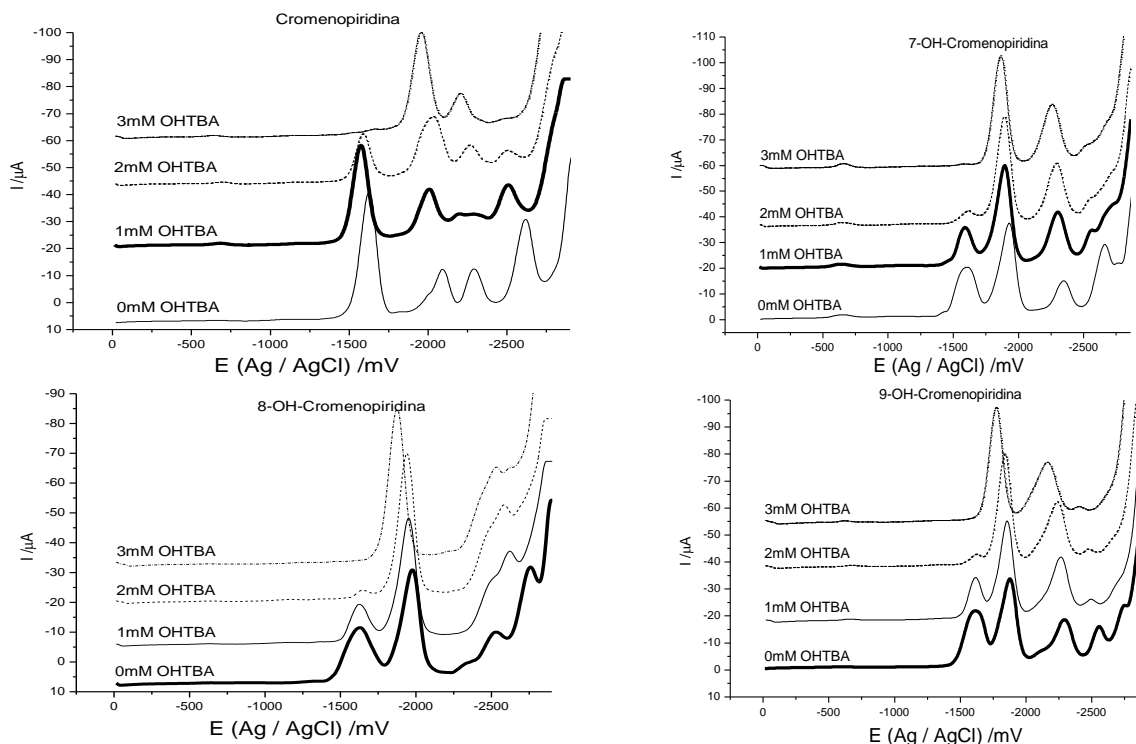 Cromenopiridina
-100
-90
-80
-70
-60
-50
-40
-30
-20
-10
0
10
I /µA
3mM OHTBA
2mM OHTBA
1mM OHTBA
0mM OHTBA
0 -500 -1000 -1500 -2000 -2500
E (Ag / AgCl) /mV
7-OH-Cromenopiridina
-110
-100
-90
-80
-70
-60
-50
-40
-30
-20
-10
0
I /µA
3mM OHTBA
2mM OHTBA
1mM OHTBA
0mM OHTBA
0 -500 -1000 -1500 -2000 -2500
E (Ag / AgCl) /mV
8-OH-Cromenopiridina
-90
-80
-70
-60
-50
-40
-30
-20
-10
0
10
I /µA
3mM OHTBA
2mM OHTBA
1mM OHTBA
0mM OHTBA
0 -500 -1000 -1500 -2000 -2500
E (Ag / AgCl) /mV
9-OH-Cromenopiridina
-100
-90
-80
-70
-60
-50
-40
-30
-20
-10
0
10
I /µA
3mM OHTBA
2mM OHTBA
1mM OHTBA
0mM OHTBA
0 -500 -1000 -1500 -2000 -2500
E (Ag / AgCl) /mV